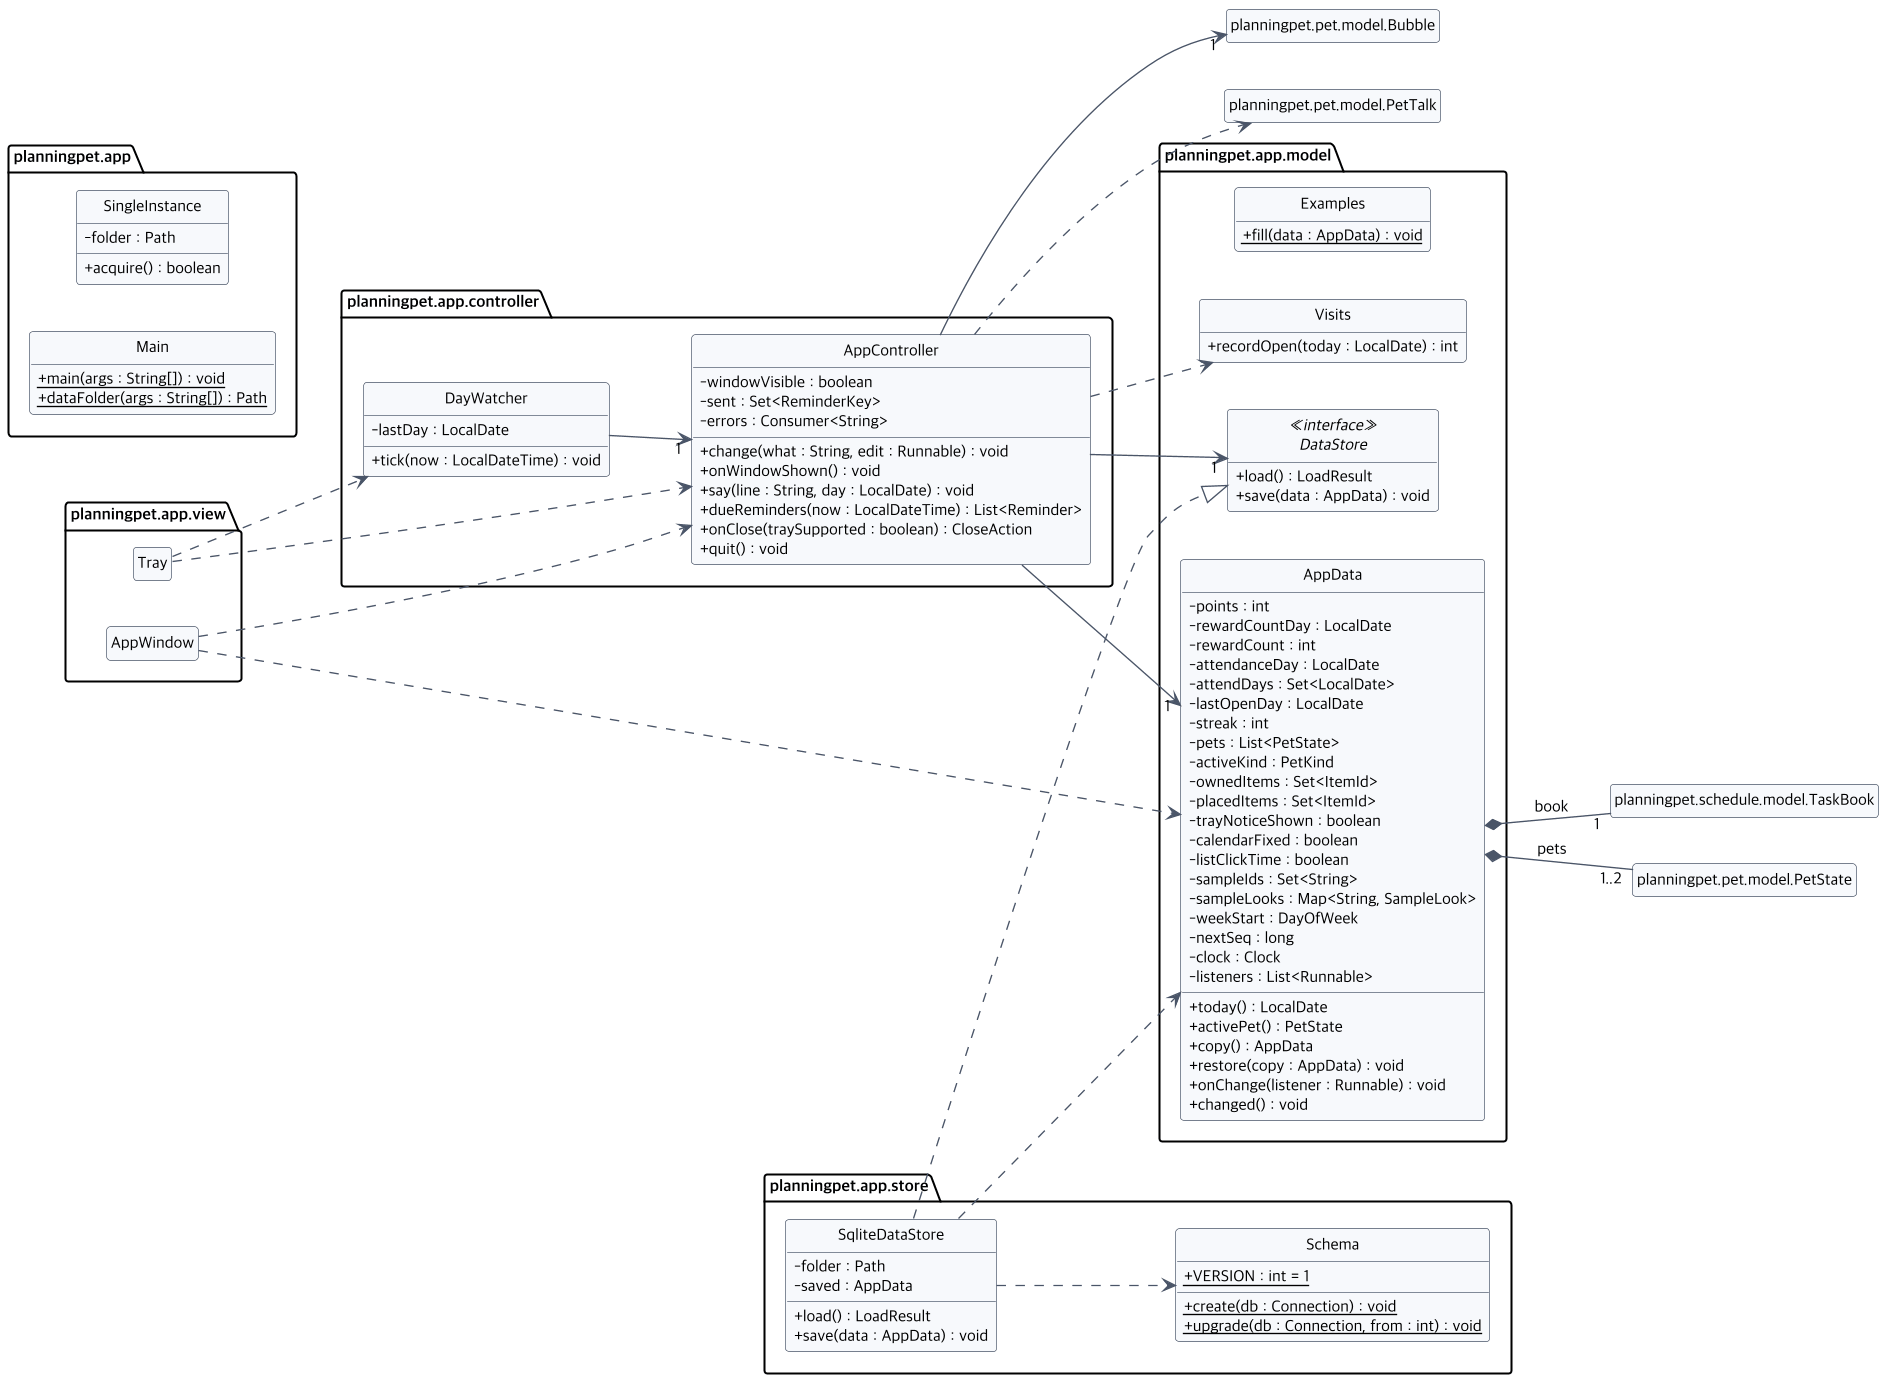 planningpet.pet.model.Bubble
1
planningpet.pet.model.PetTalk
planningpet.app
SingleInstance
-folder : Path
+acquire() : boolean
Main
+main(args : String[]) : void
+dataFolder(args : String[]) : Path
planningpet.app.controller
DayWatcher
-lastDay : LocalDate
+tick(now : LocalDateTime) : void
1
AppController
-windowVisible : boolean
-sent : Set<ReminderKey>
-errors : Consumer<String>
+change(what : String, edit : Runnable) : void
+onWindowShown() : void
+say(line : String, day : LocalDate) : void
+dueReminders(now : LocalDateTime) : List<Reminder>
+onClose(traySupported : boolean) : CloseAction
+quit() : void
planningpet.app.view
Tray
AppWindow
planningpet.app.model
Examples
+fill(data : AppData) : void
Visits
+recordOpen(today : LocalDate) : int
1
≪interface≫
DataStore
+load() : LoadResult
+save(data : AppData) : void
1
AppData
-points : int
-rewardCountDay : LocalDate
-rewardCount : int
-attendanceDay : LocalDate
-attendDays : Set<LocalDate>
-lastOpenDay : LocalDate
-streak : int
-pets : List<PetState>
-activeKind : PetKind
-ownedItems : Set<ItemId>
-placedItems : Set<ItemId>
-trayNoticeShown : boolean
-calendarFixed : boolean
-listClickTime : boolean
-sampleIds : Set<String>
-sampleLooks : Map<String, SampleLook>
-weekStart : DayOfWeek
-nextSeq : long
-clock : Clock
-listeners : List<Runnable>
+today() : LocalDate
+activePet() : PetState
+copy() : AppData
+restore(copy : AppData) : void
+onChange(listener : Runnable) : void
+changed() : void
book
1
planningpet.schedule.model.TaskBook
pets
1..2
planningpet.pet.model.PetState
planningpet.app.store
SqliteDataStore
-folder : Path
-saved : AppData
+load() : LoadResult
+save(data : AppData) : void
Schema
+VERSION : int = 1
+create(db : Connection) : void
+upgrade(db : Connection, from : int) : void